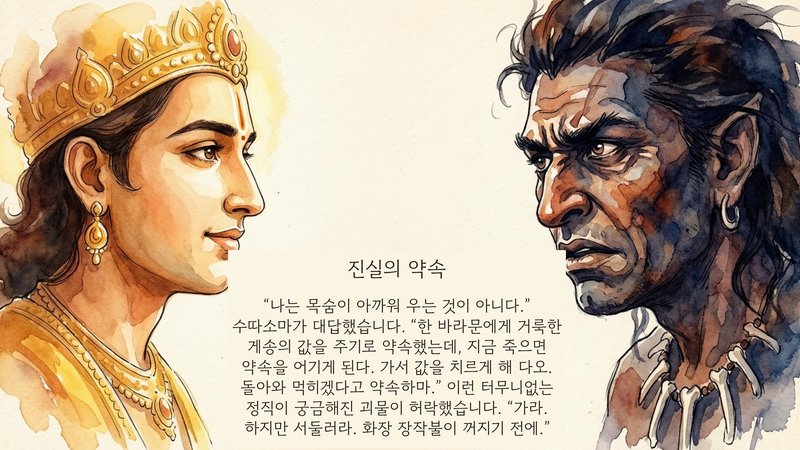 진실의 약속
“나는 목숨이 아까워 우는 것이 아니다.”
수따소마가 대답했습니다. “한 바라문에게 거룩한
게송의 값을 주기로 약속했는데, 지금 죽으면
약속을 어기게 된다. 가서 값을 치르게 해 다오.
돌아와 먹히겠다고 약속하마.” 이런 터무니없는
정직이 궁금해진 괴물이 허락했습니다. “가라.
하지만 서둘러라. 화장 장작불이 꺼지기 전에.”